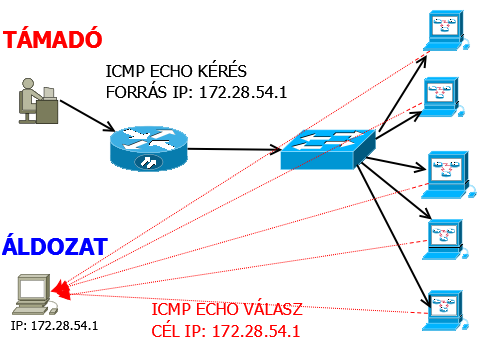 TÁMADÓ
ICMP ECHO KÉRÉS
FORRÁS IP: 172.28.54.1
ÁLDOZAT
IP: 172.28.54.1
ICMP ECHO VÁLASZ
CÉL IP: 172.28.54.1